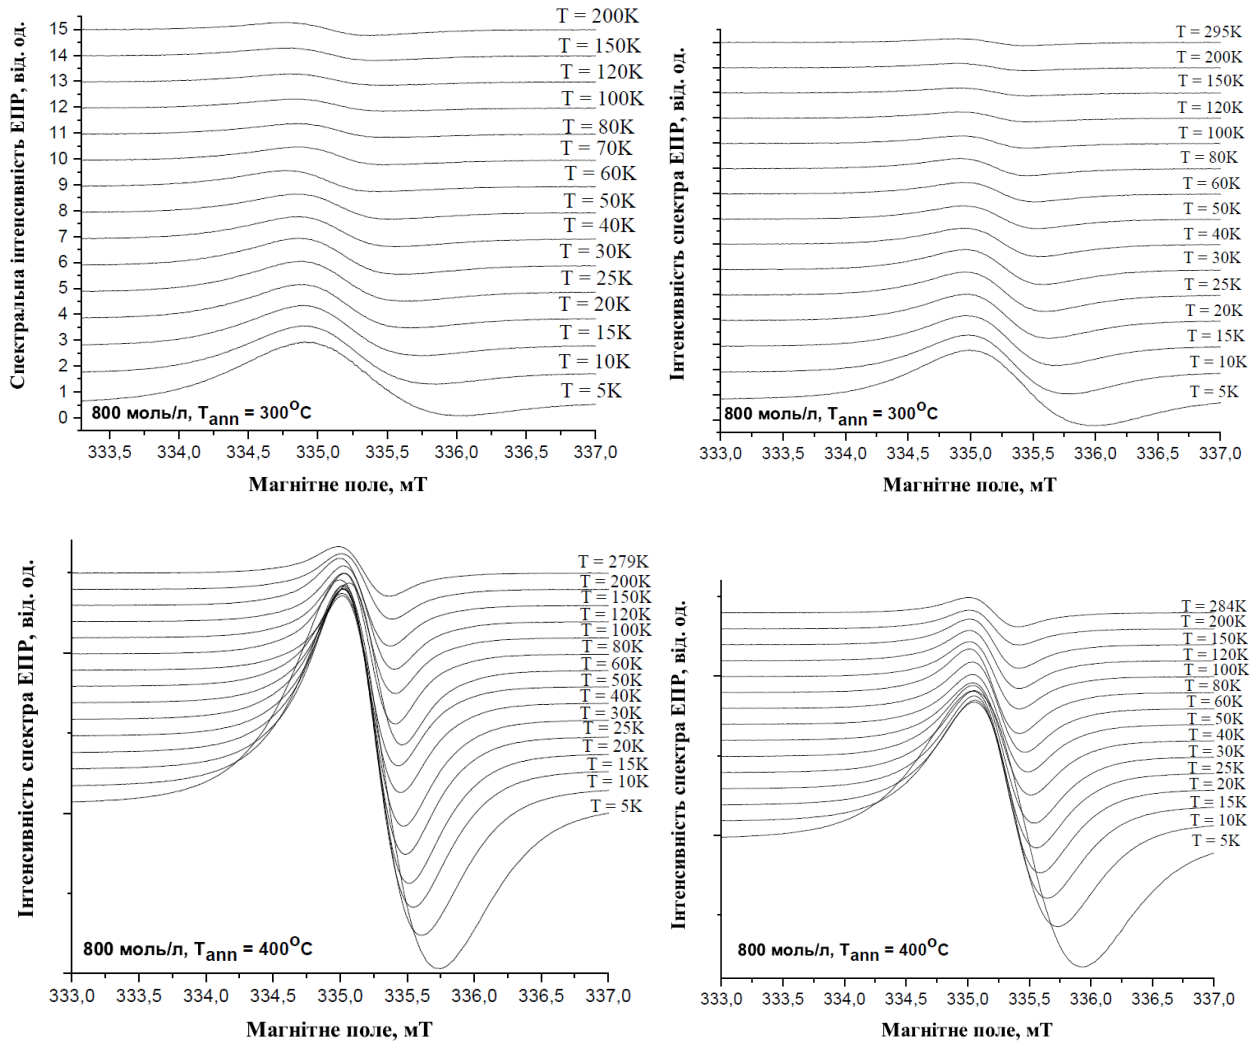 Спектральна інтенсивність ЕПР, від. од.
15
14
13
12
11
10
9
8
7
6
5
4
3
2
1
0
T = 200K
T = 150K
T = 120K
T = 100K
T = 80K
T = 70K
T = 60K
T = 50K
T = 40K
T = 30K
T = 25K
T = 20K
T = 15K
T = 10K
T = 5K
800 моль/л, Tann = 300°C
333,5 334,0 334,5 335,0 335,5 336,0 336,5 337,0
Магнітне поле, мТ
Інтенсивність спектра ЕПР, від. од.
T = 295K
T = 200K
T = 150K
T = 120K
T = 100K
T = 80K
T = 60K
T = 50K
T = 40K
T = 30K
T = 25K
T = 20K
T = 15K
T = 10K
T = 5K
800 моль/л, Tann = 300°C
333,0 333,5 334,0 334,5 335,0 335,5 336,0 336,5 337,0
Магнітне поле, мТ
Інтенсивність спектра ЕПР, від. од.
T = 279K
T = 200K
T = 150K
T = 120K
T = 100K
T = 80K
T = 60K
T = 50K
T = 40K
T = 30K
T = 25K
T = 20K
T = 15K
T = 10K
T = 5K
800 моль/л, Tann = 400°C
333,0 333,5 334,0 334,5 335,0 335,5 336,0 336,5 337,0
Магнітне поле, мТ
Інтенсивність спектра ЕПР, від. од.
T = 284K
T = 200K
T = 150K
T = 120K
T = 100K
T = 80K
T = 60K
T = 50K
T = 40K
T = 30K
T = 25K
T = 20K
T = 15K
T = 10K
T = 5K
800 моль/л, Tann = 400°C
333,0 333,5 334,0 334,5 335,0 335,5 336,0 336,5 337,0
Магнітне поле, мТ